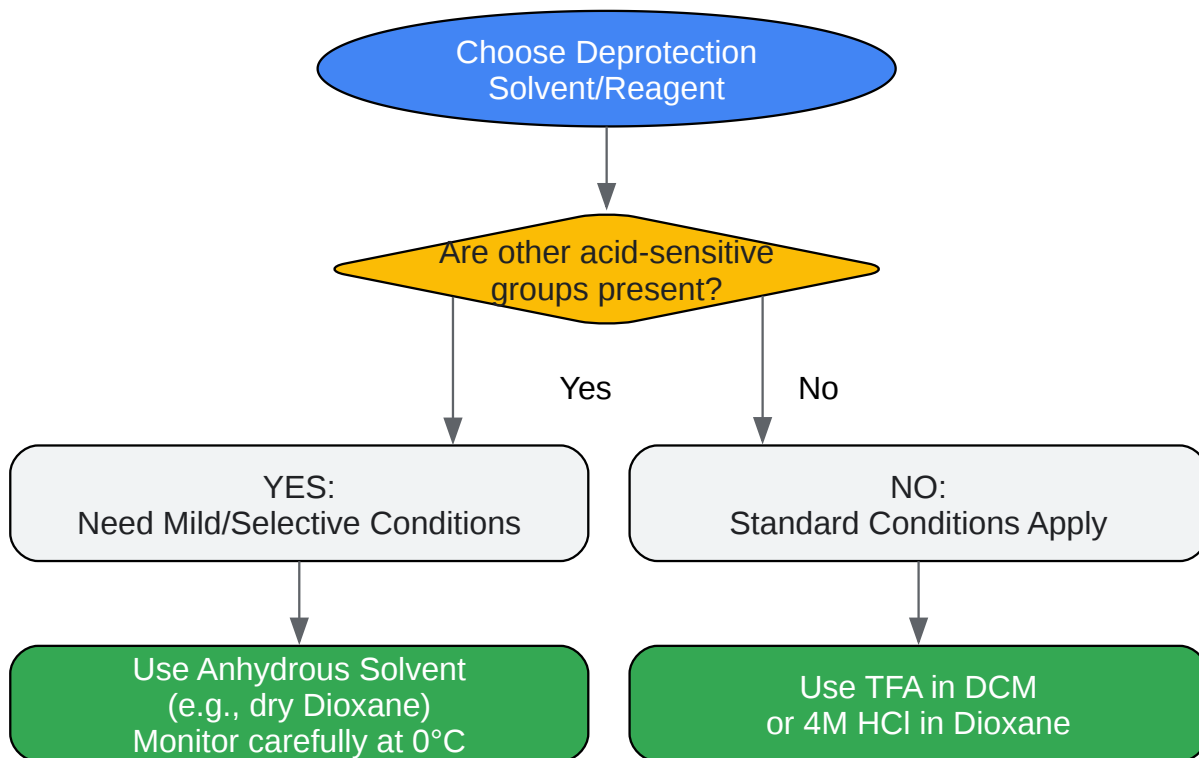 Choose Deprotection
Solvent/Reagent
Are other acid-sensitive
groups present?
Yes
No
YES:
Need Mild/Selective Conditions
NO:
Standard Conditions Apply
Use Anhydrous Solvent
(e.g., dry Dioxane)
Monitor carefully at 0°C
Use TFA in DCM
or 4M HCl in Dioxane